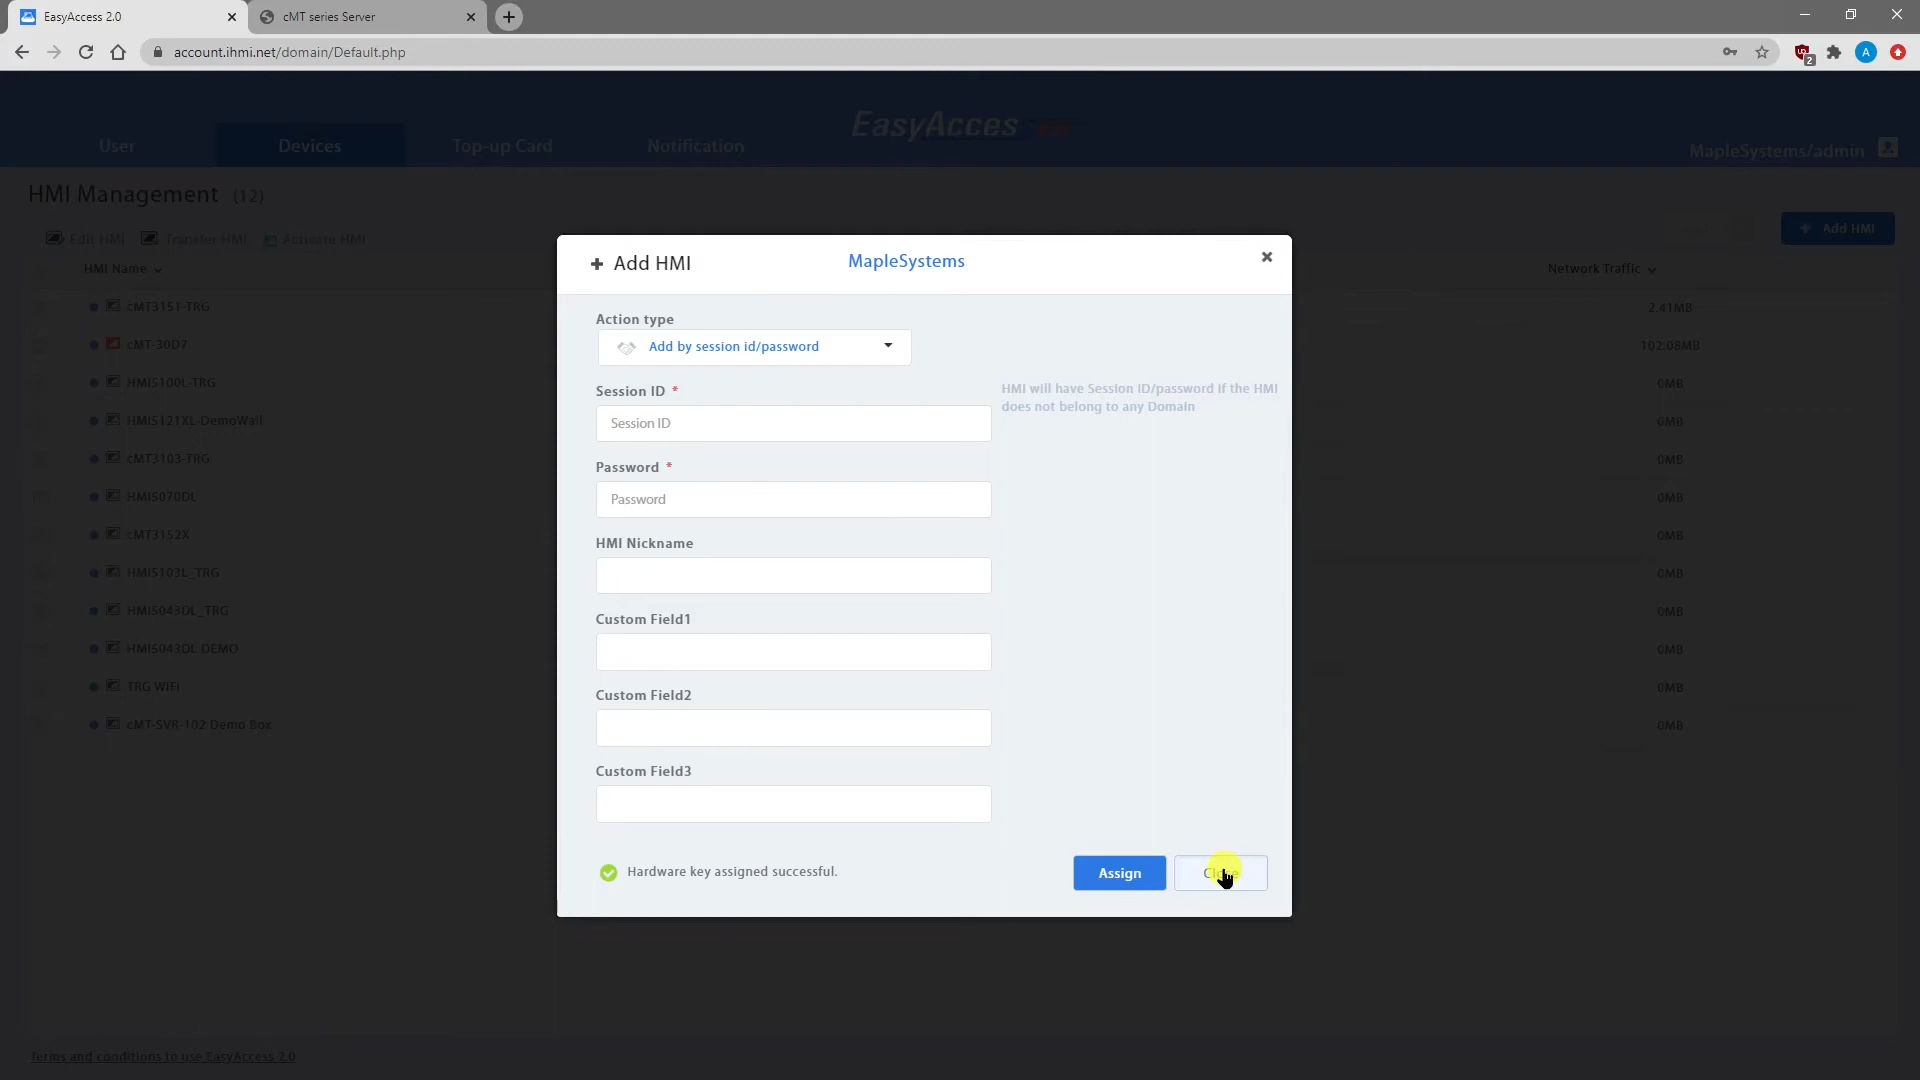 EasyAccess 2.0
cMT series Server
account.ihmi.net/domain/Default.php
2
A
User
Devices
Top-up Card
Notification
EasyAcces
MapleSystems/admin
HMI Management (12)
Edit HMI
Transfer HMI
Activate HMI
Add HMI
HMI Name
Network Traffic
cMT3151-TRG
2.41MB
cMT-30D7
102.08MB
HMI5100L-TRG
0MB
HMI5121XL-DemoWall
0MB
cMT3103-TRG
0MB
HMI5070DL
0MB
cMT3152X
0MB
HMI5103L_TRG
0MB
HMI5043DL_TRG
0MB
HMI5043DL DEMO
0MB
TRG WIFI
0MB
cMT-SVR-102 Demo Box
0MB
Add HMI
MapleSystems
Action type
Add by session id/password
Session ID *
HMI will have Session ID/password if the HMI
does not belong to any Domain
Session ID
Password *
Password
HMI Nickname
Custom Field1
Custom Field2
Custom Field3
Hardware key assigned successful.
Assign
Terms and conditions to use EasyAccess 2.0